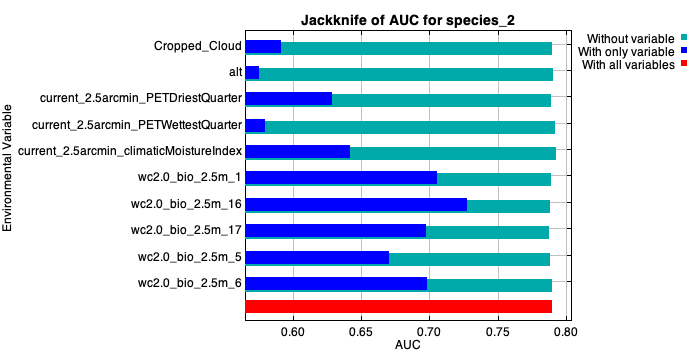 Jackknife of AUC for species_2
Without variable
With only variable
With all variables
Environmental Variable
Cropped_Cloud
alt
current_2.5arcmin_PETDriestQuarter
current_2.5arcmin_PETWettestQuarter
current_2.5arcmin_climaticMoistureIndex
wc2.0_bio_2.5m_1
wc2.0_bio_2.5m_16
wc2.0_bio_2.5m_17
wc2.0_bio_2.5m_5
wc2.0_bio_2.5m_6
0.60 0.65 0.70 0.75 0.80
AUC